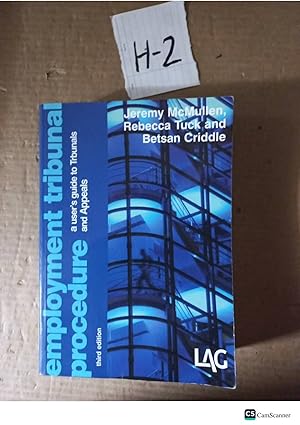 H-2
Jeremy McMullen,
Rebecca Tuck and
Betsan Criddle
employment tribunal
procedure
a user's guide to Tribunals
and Appeals
third edition
LAG
CS CamScanner